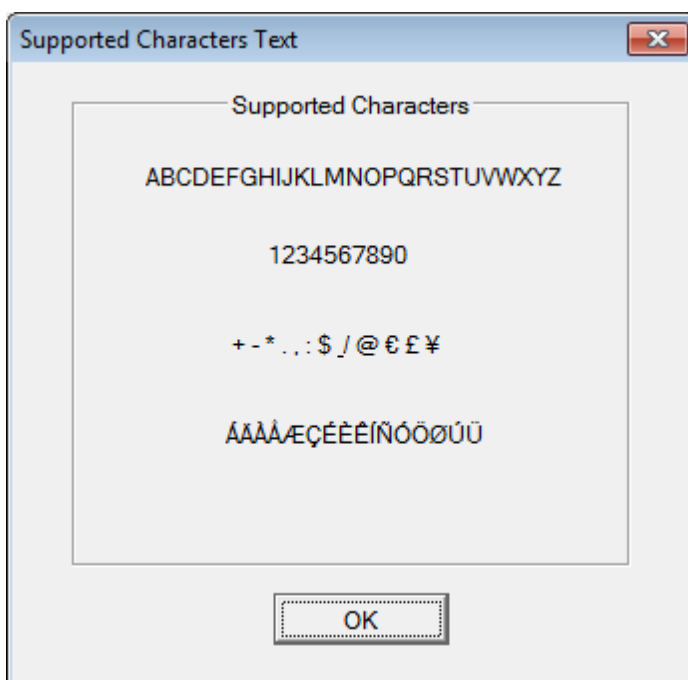 Supported Characters Text
Supported Characters
ABCDEFGHIJKLMNOPQRSTUVWXYZ
1234567890
+ - * . , : $ _/ @ € £ ¥
ÁÄÀÅÆÇÉÈÊÍÑÓÖØÚÜ
OK